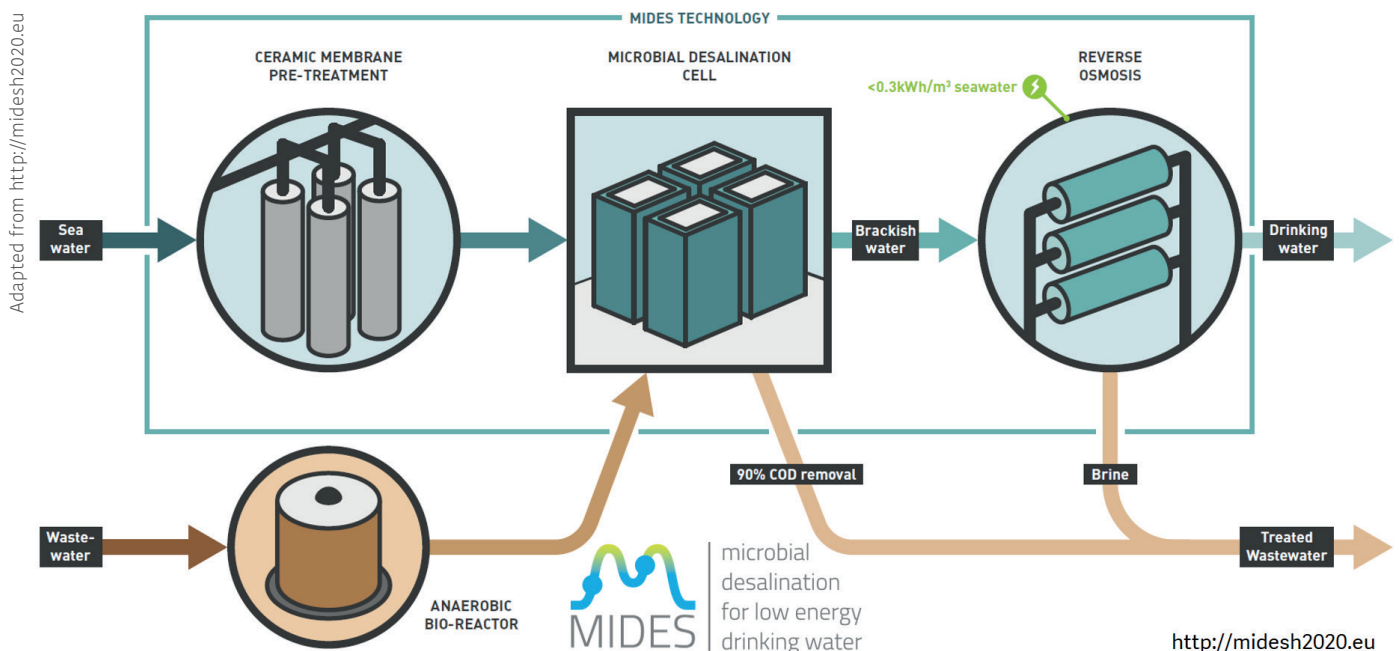 Adapted from http://midesh2020.eu
MIDES TECHNOLOGY
CERAMIC MEMBRANE
PRE-TREATMENT
MICROBIAL DESALINATION
CELL
REVERSE
OSMOSIS
<0.3kWh/m³ seawater
Sea
water
Brackish
water
Drinking
water
90% COD removal
Brine
Waste-
water
Treated
Wastewater
ANAEROBIC
BIO-REACTOR
MIDES
microbial
desalination
for low energy
drinking water
http://midesh2020.eu